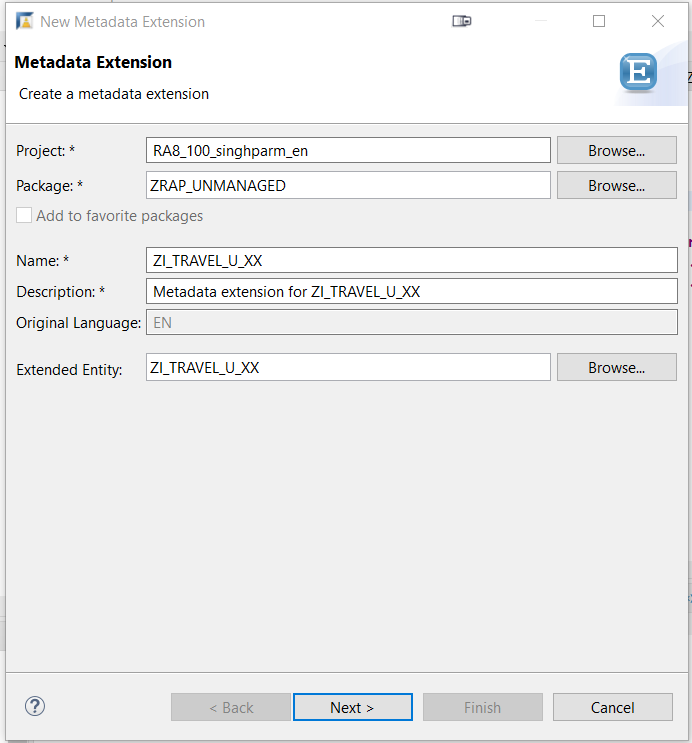 New Metadata Extension
Metadata Extension
Create a metadata extension
E
Project: * RA8_100_singhparm_en Browse...
Package: * ZRAP_UNMANAGED Browse...
Add to favorite packages
Name: * ZI_TRAVEL_U_XX
Description: * Metadata extension for ZI_TRAVEL_U_XX
Original Language: EN
Extended Entity: ZI_TRAVEL_U_XX Browse...
? < Back Next > Finish Cancel